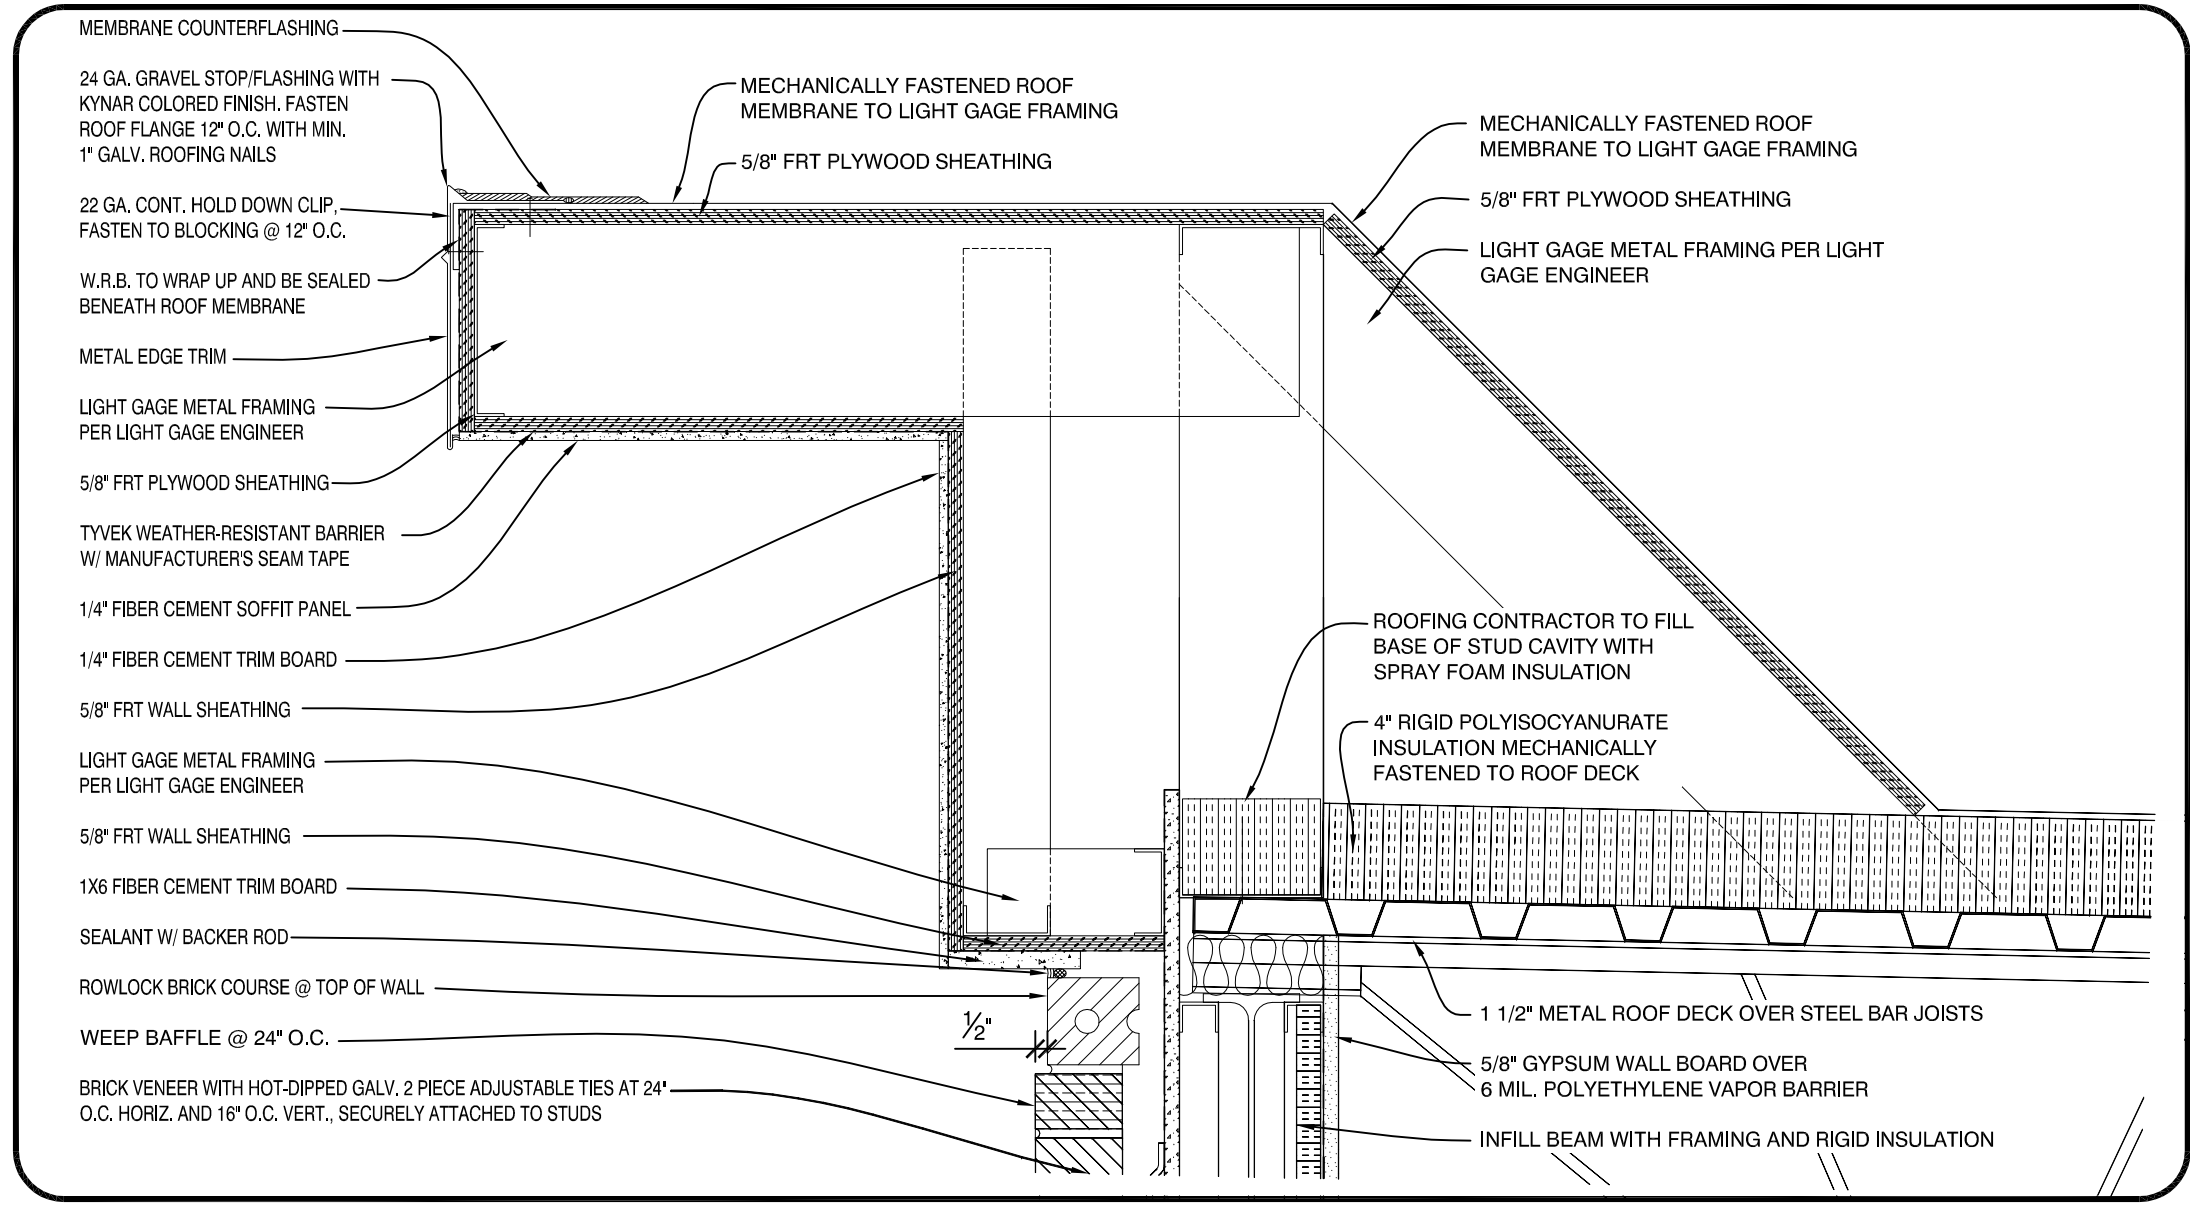 MEMBRANE COUNTERFLASHING
24 GA. GRAVEL STOP/FLASHING WITH
KYNAR COLORED FINISH. FASTEN
ROOF FLANGE 12" O.C. WITH MIN.
1" GALV. ROOFING NAILS
22 GA. CONT. HOLD DOWN CLIP,
FASTEN TO BLOCKING @ 12" O.C.
W.R.B. TO WRAP UP AND BE SEALED
BENEATH ROOF MEMBRANE
METAL EDGE TRIM
LIGHT GAGE METAL FRAMING
PER LIGHT GAGE ENGINEER
5/8" FRT PLYWOOD SHEATHING
TYVEK WEATHER-RESISTANT BARRIER
W/ MANUFACTURER'S SEAM TAPE
1/4" FIBER CEMENT SOFFIT PANEL
1/4" FIBER CEMENT TRIM BOARD
5/8" FRT WALL SHEATHING
LIGHT GAGE METAL FRAMING
PER LIGHT GAGE ENGINEER
5/8" FRT WALL SHEATHING
1X6 FIBER CEMENT TRIM BOARD
SEALANT W/ BACKER ROD
ROWLOCK BRICK COURSE @ TOP OF WALL
WEEP BAFFLE @ 24" O.C.
BRICK VENEER WITH HOT-DIPPED GALV. 2 PIECE ADJUSTABLE TIES AT 24"
O.C. HORIZ. AND 16" O.C. VERT., SECURELY ATTACHED TO STUDS
1/2"
MECHANICALLY FASTENED ROOF
MEMBRANE TO LIGHT GAGE FRAMING
5/8" FRT PLYWOOD SHEATHING
MECHANICALLY FASTENED ROOF
MEMBRANE TO LIGHT GAGE FRAMING
5/8" FRT PLYWOOD SHEATHING
LIGHT GAGE METAL FRAMING PER LIGHT
GAGE ENGINEER
ROOFING CONTRACTOR TO FILL
BASE OF STUD CAVITY WITH
SPRAY FOAM INSULATION
4" RIGID POLYISOCYANURATE
INSULATION MECHANICALLY
FASTENED TO ROOF DECK
1 1/2" METAL ROOF DECK OVER STEEL BAR JOISTS
5/8" GYPSUM WALL BOARD OVER
6 MIL. POLYETHYLENE VAPOR BARRIER
INFILL BEAM WITH FRAMING AND RIGID INSULATION